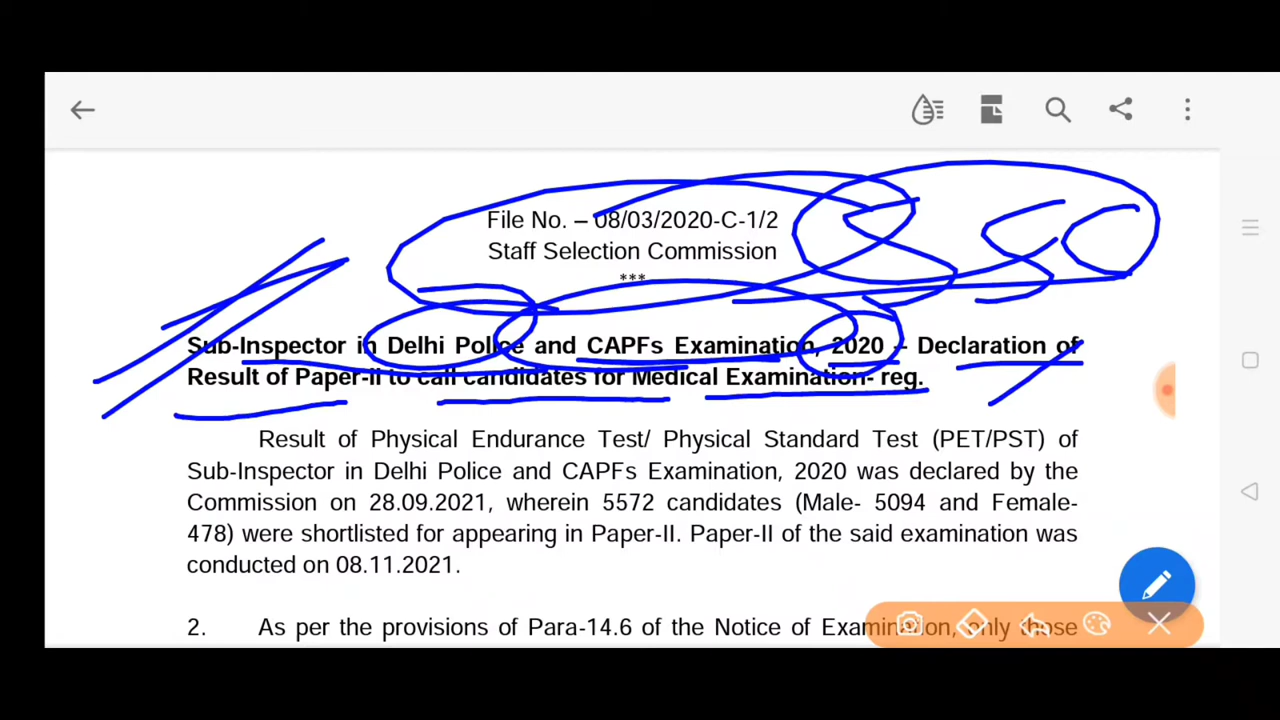 File No. – 08/03/2020-C-1/2
SSC
Staff Selection Commission
***
Sub-Inspector in Delhi Police and CAPFs Examination, 2020 – Declaration of
Result of Paper-II to call candidates for Medical Examination- reg.
Result of Physical Endurance Test/ Physical Standard Test (PET/PST) of
Sub-Inspector in Delhi Police and CAPFs Examination, 2020 was declared by the
Commission on 28.09.2021, wherein 5572 candidates (Male- 5094 and Female-
478) were shortlisted for appearing in Paper-II. Paper-II of the said examination was
conducted on 08.11.2021.
2. As per the provisions of Para-14.6 of the Notice of Examination, only those